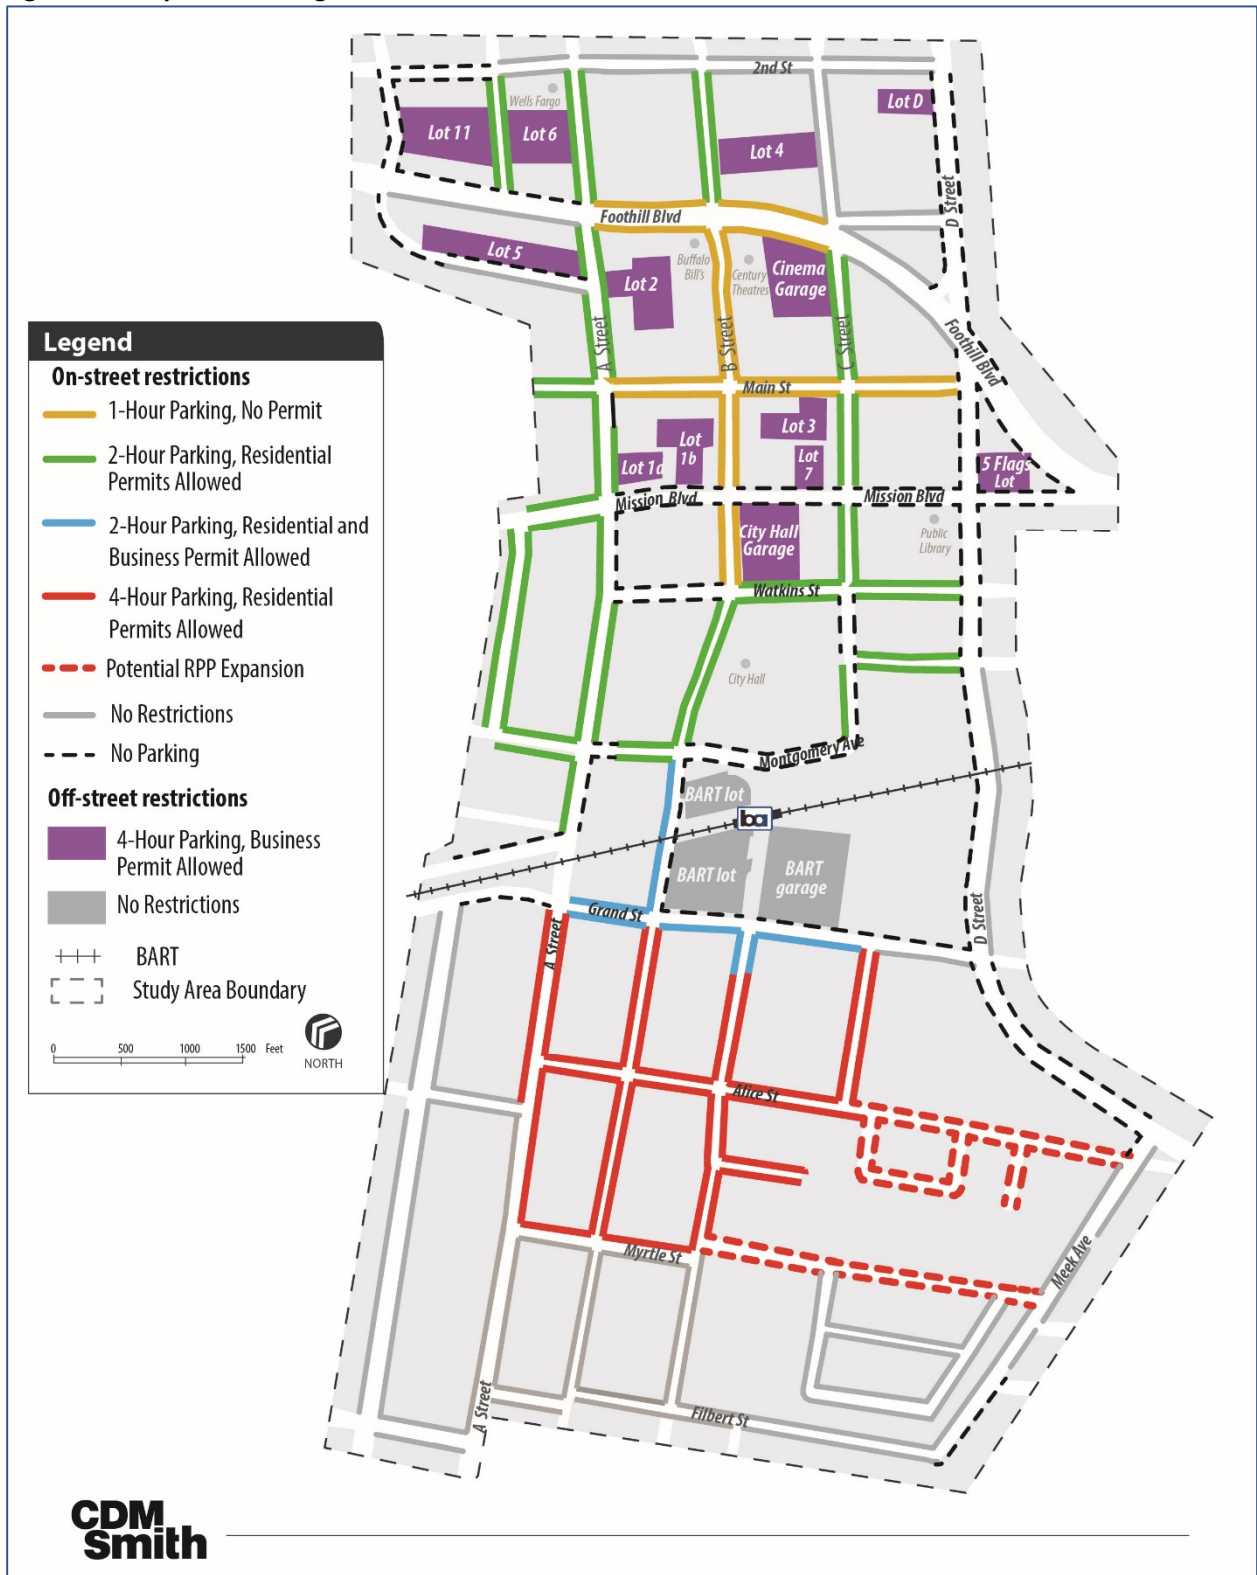 2nd St
Wells Fargo
Lot D
Lot 11
Lot 6
Lot 4
D Street
Foothill Blvd
Lot 5
Buffalo
Bill's
Century
Theatres
Cinema
Garage
Lot 2
A Street
B Street
C Street
Foothill Blvd
Main St
Lot 3
Lot
1b
Lot 1a
Lot
7
5 Flags
Lot
Mission Blvd
Mission Blvd
City Hall
Garage
Public
Library
Watkins St
City Hall
Montgomery Ave
BART lot
ba
BART lot
BART
garage
Grand St
A Street
D Street
Alice St
Myrtle St
Meek Ave
A Street
Filbert St
Legend
On-street restrictions
1-Hour Parking, No Permit
2-Hour Parking, Residential
Permits Allowed
2-Hour Parking, Residential and
Business Permit Allowed
4-Hour Parking, Residential
Permits Allowed
Potential RPP Expansion
No Restrictions
No Parking
Off-street restrictions
4-Hour Parking, Business
Permit Allowed
No Restrictions
BART
Study Area Boundary
0 500 1000 1500 Feet
NORTH
CDM
Smith